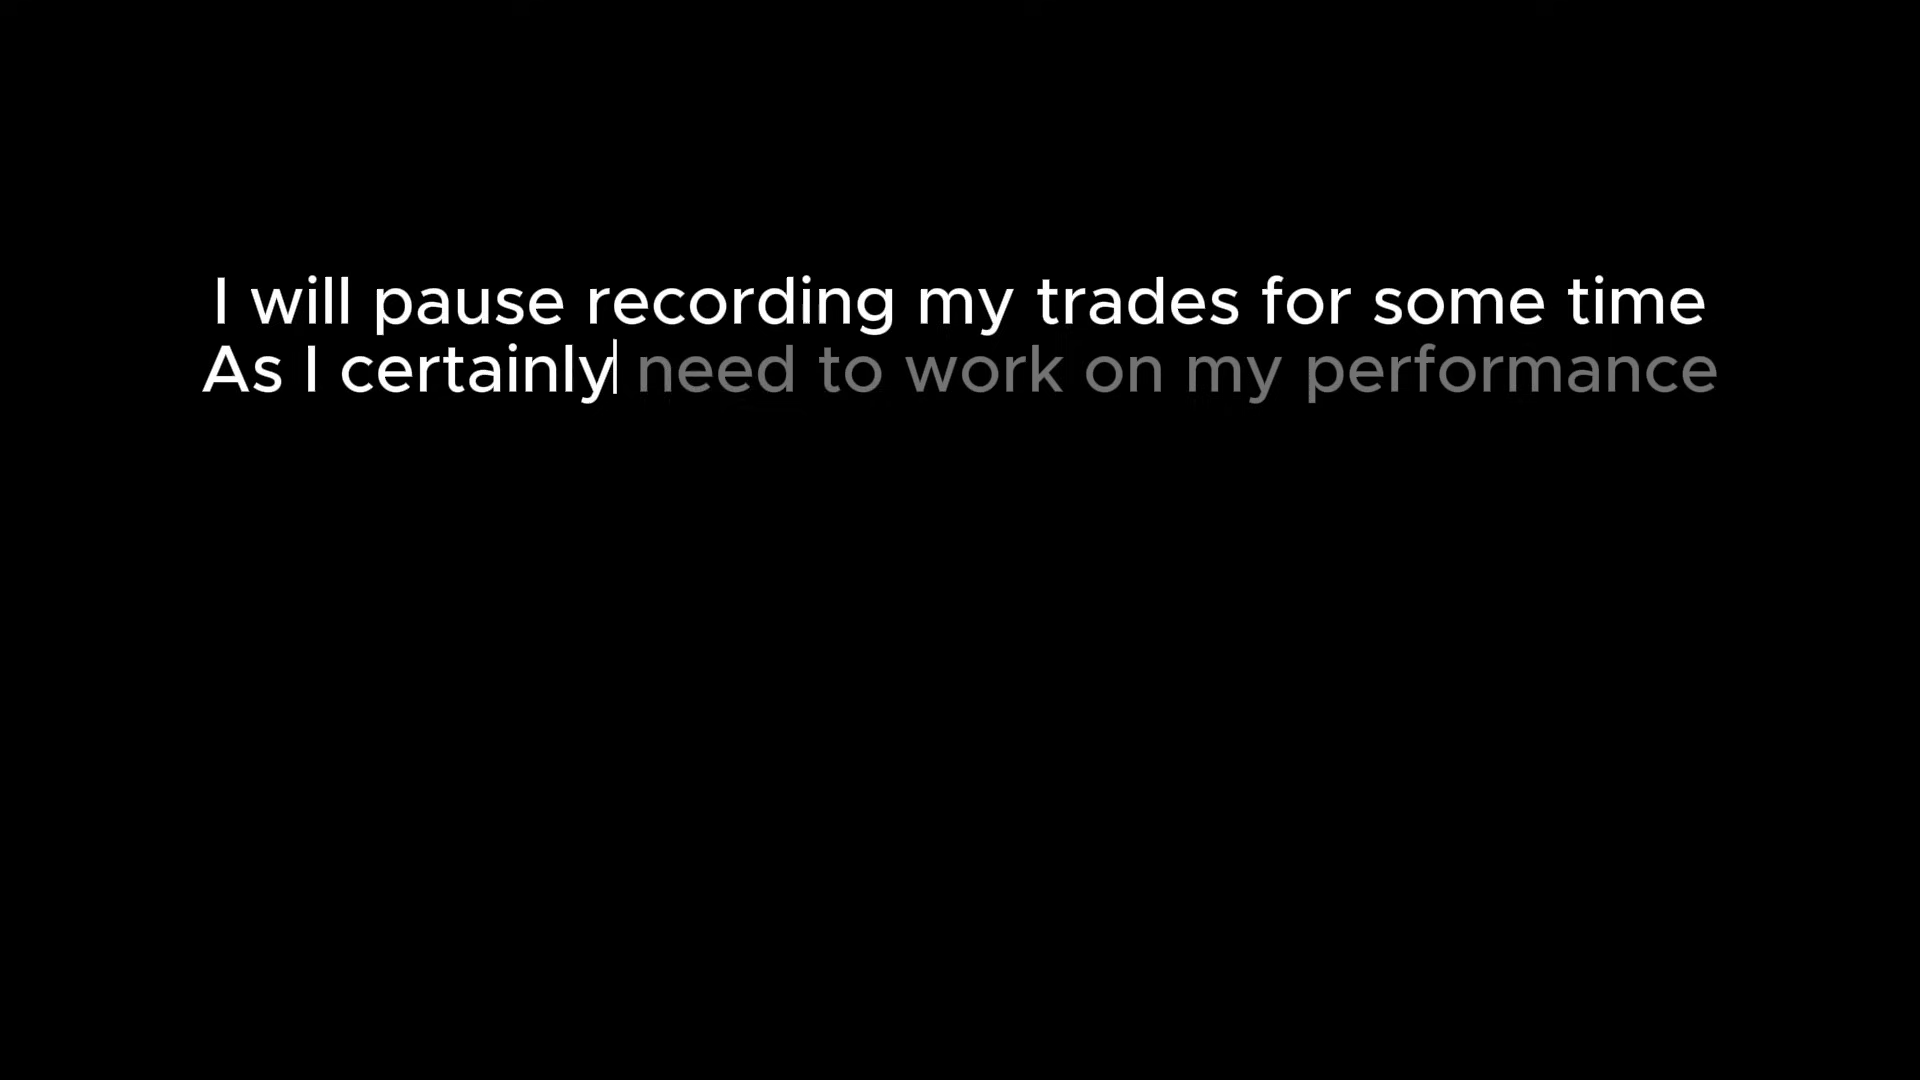 I will pause recording my trades for some time
As I certainly need to work on my performance